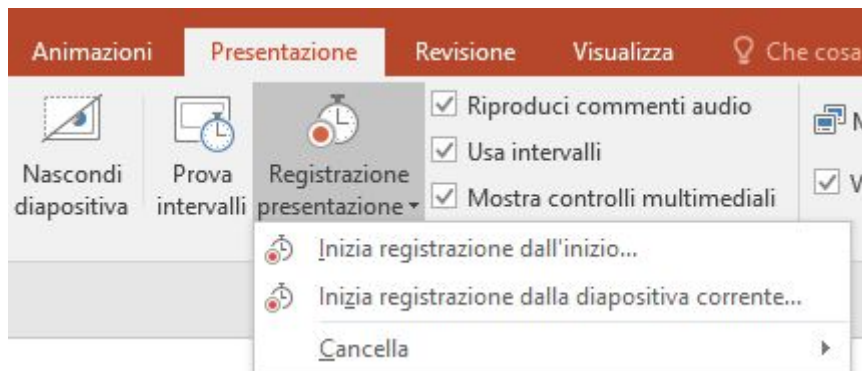 Animazioni Presentazione Revisione Visualizza Che cosa
Nascondi
diapositiva
Prova
intervalli
Registrazione
presentazione
Riproduci commenti audio
Usa intervalli
Mostra controlli multimediali
Inizia registrazione dall'inizio...
Inizia registrazione dalla diapositiva corrente...
Cancella